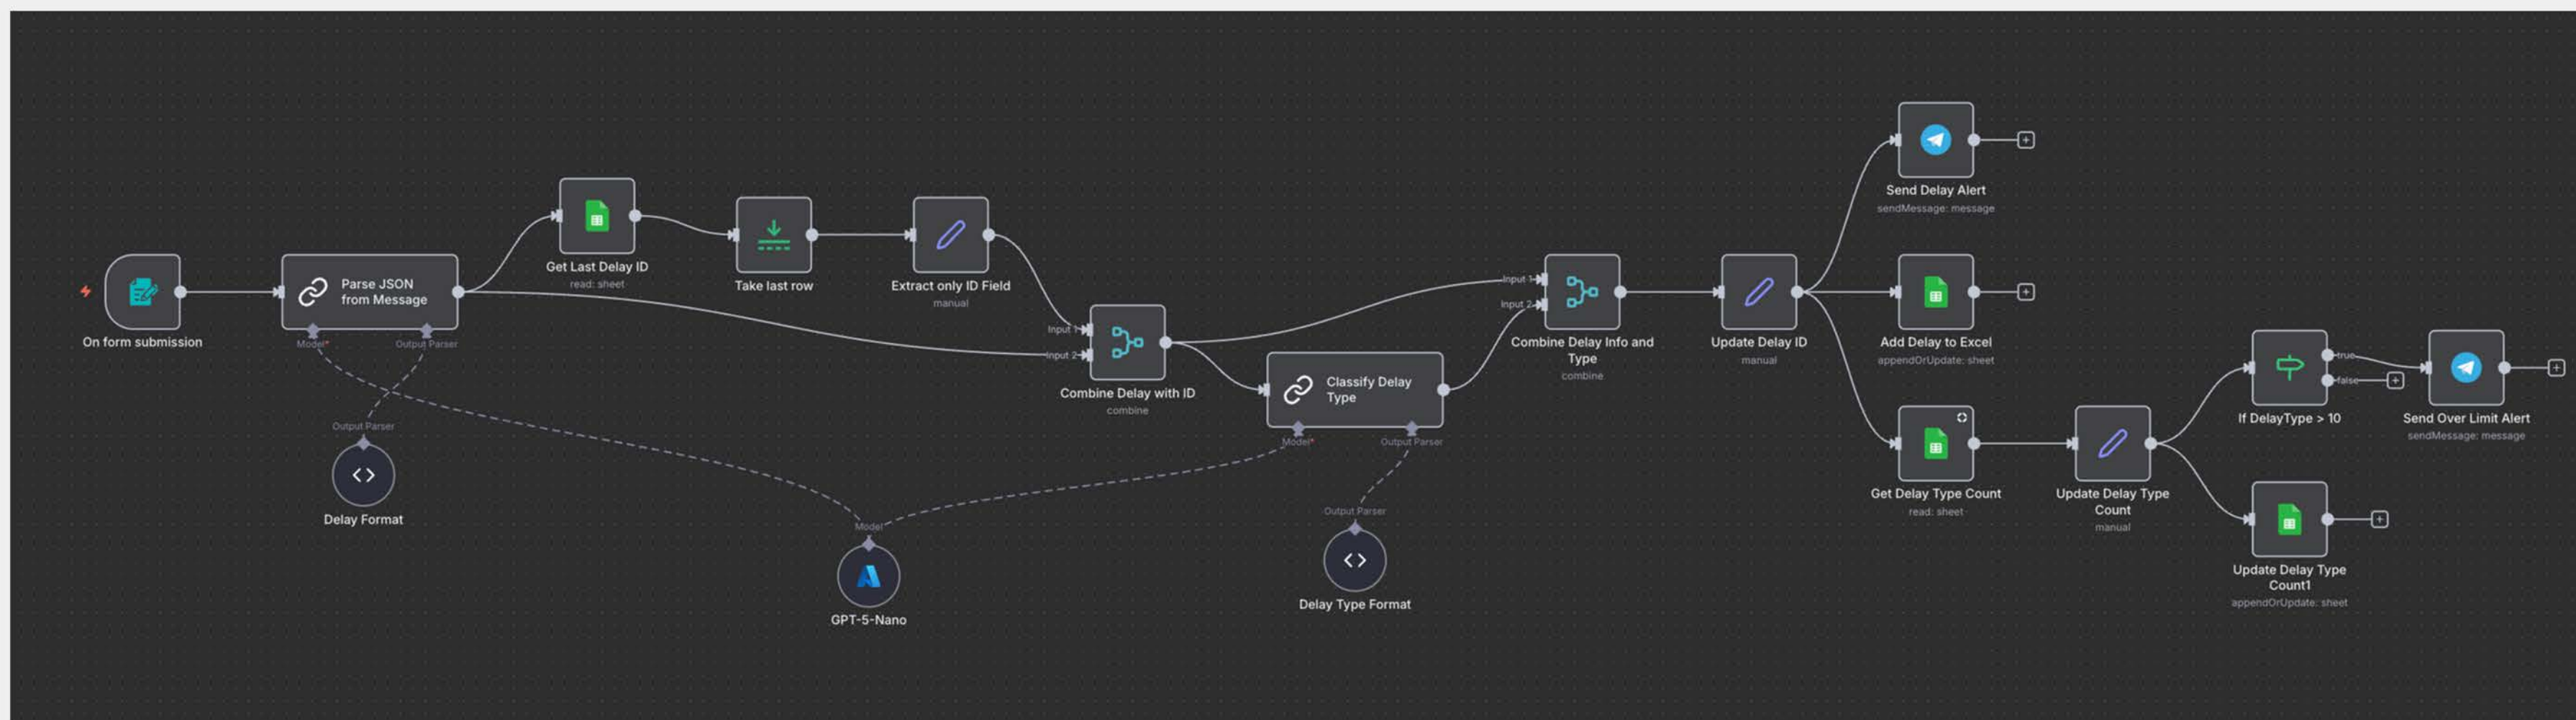 On form submission
Parse JSON
from Message
Model*
Output Parser
Output Parser
Delay Format
Get Last Delay ID
read: sheet
Take last row
Extract only ID Field
manual
Model
GPT-5-Nano
Input 1
Input 2
Combine Delay with ID
combine
Classify Delay
Type
Model*
Output Parser
Output Parser
Delay Type Format
Input 1
Input 2
Combine Delay Info and
Type
combine
Update Delay ID
manual
Send Delay Alert
sendMessage: message
Add Delay to Excel
appendOrUpdate: sheet
Get Delay Type Count
read: sheet
Update Delay Type
Count
manual
true
false
If DelayType > 10
Send Over Limit Alert
sendMessage: message
Update Delay Type
Count1
appendOrUpdate: sheet